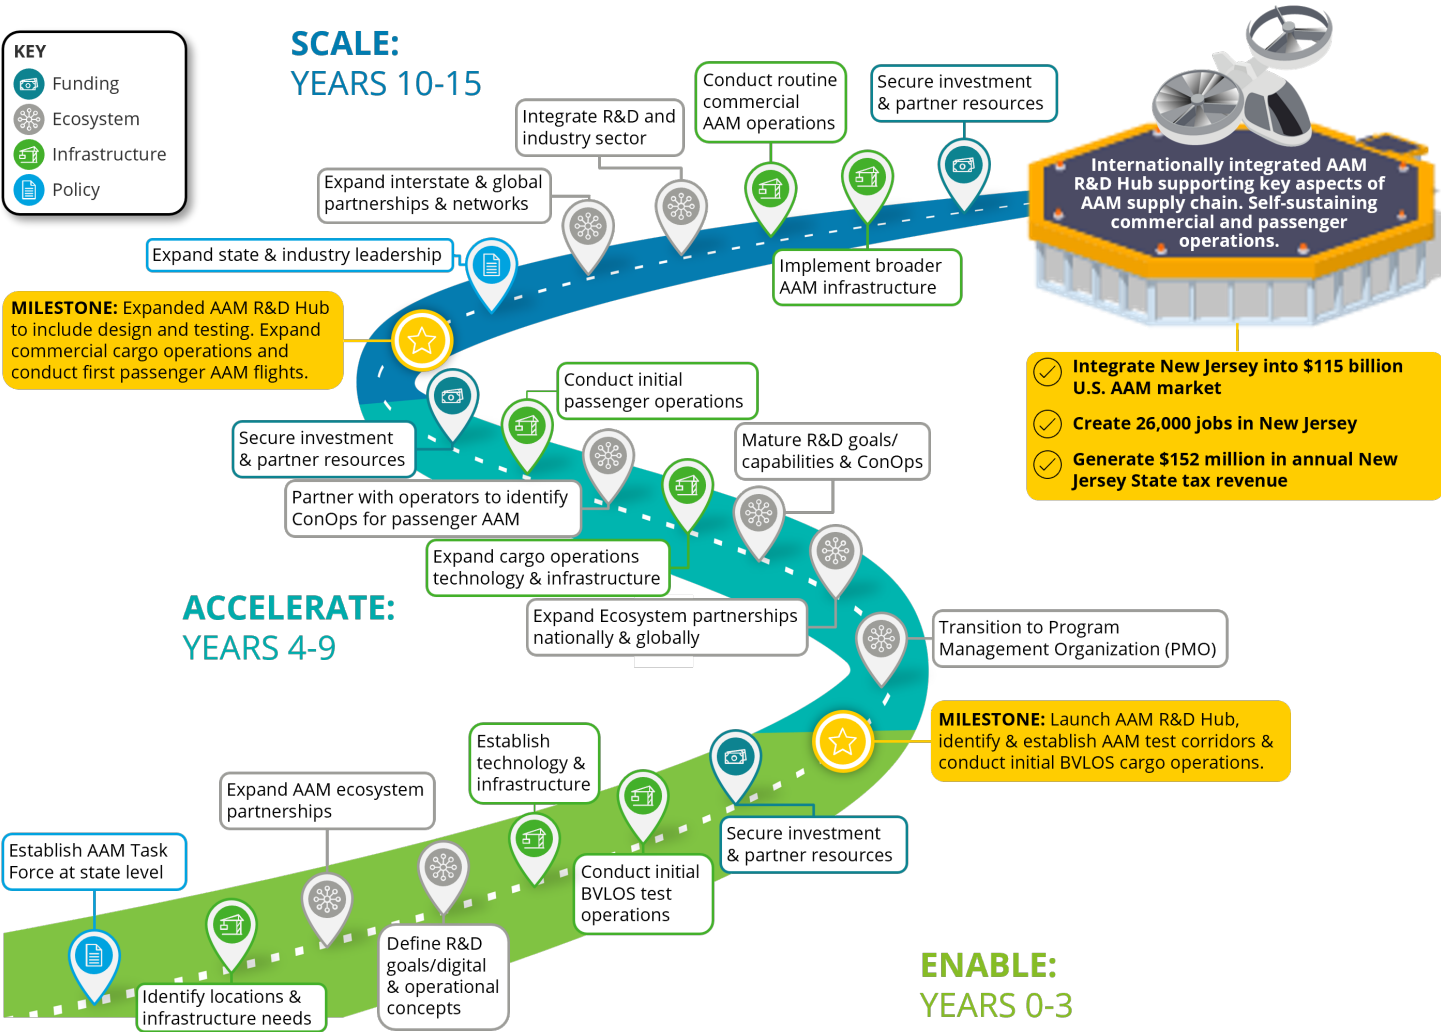 KEY
Funding
Ecosystem
Infrastructure
Policy
SCALE:
YEARS 10-15
Secure investment
& partner resources
Conduct routine
commercial
AAM operations
Integrate R&D and
industry sector
Expand interstate & global
partnerships & networks
Expand state & industry leadership
Implement broader
AAM infrastructure
Internationally integrated AAM
R&D Hub supporting key aspects of
AAM supply chain. Self-sustaining
commercial and passenger
operations.
MILESTONE: Expanded AAM R&D Hub
to include design and testing. Expand
commercial cargo operations and
conduct first passenger AAM flights.
Integrate New Jersey into $115 billion
U.S. AAM market
Create 26,000 jobs in New Jersey
Generate $152 million in annual New
Jersey State tax revenue
Conduct initial
passenger operations
Secure investment
& partner resources
Mature R&D goals/
capabilities & ConOps
Partner with operators to identify
ConOps for passenger AAM
Expand cargo operations
technology & infrastructure
ACCELERATE:
YEARS 4-9
Expand Ecosystem partnerships
nationally & globally
Transition to Program
Management Organization (PMO)
MILESTONE: Launch AAM R&D Hub,
identify & establish AAM test corridors &
conduct initial BVLOS cargo operations.
Establish
technology &
infrastructure
Expand AAM ecosystem
partnerships
Secure investment
& partner resources
Establish AAM Task
Force at state level
Conduct initial
BVLOS test
operations
Define R&D
goals/digital
& operational
concepts
Identify locations &
infrastructure needs
ENABLE:
YEARS 0-3